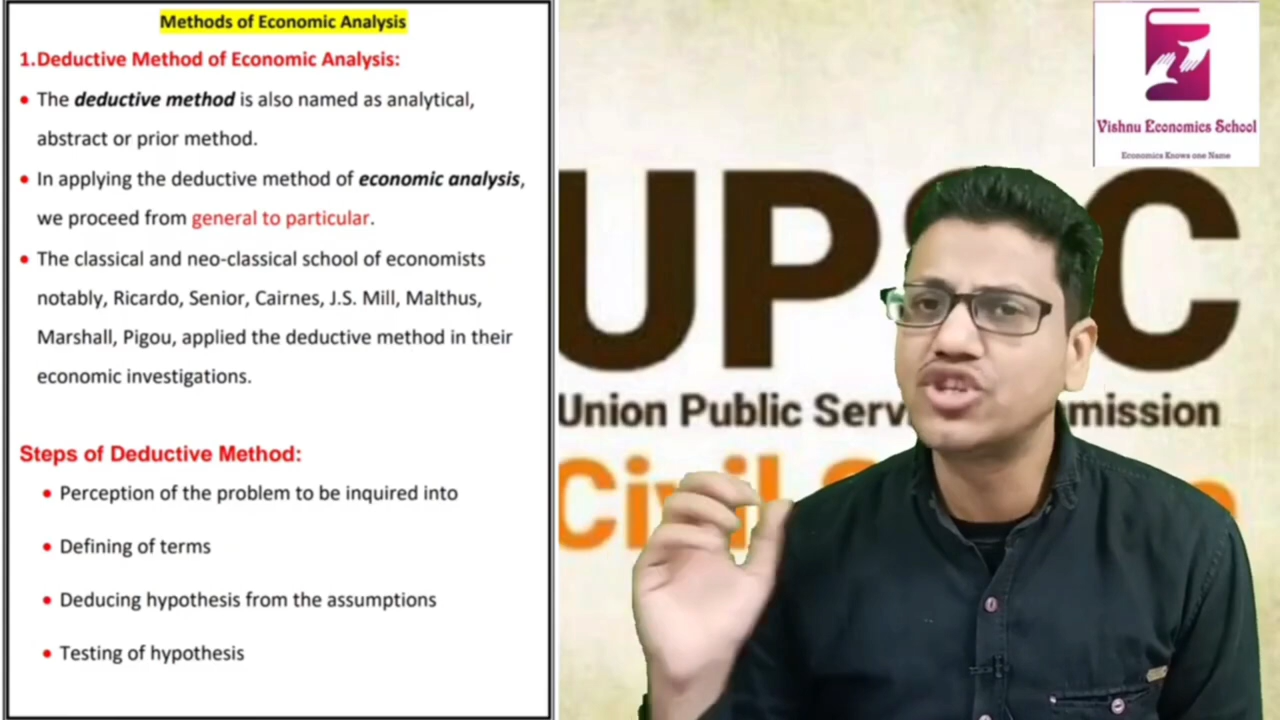 Methods of Economic Analysis
1.Deductive Method of Economic Analysis:
• The deductive method is also named as analytical,
abstract or prior method.
• In applying the deductive method of economic analysis,
we proceed from general to particular.
• The classical and neo-classical school of economists
notably, Ricardo, Senior, Cairnes, J.S. Mill, Malthus,
Marshall, Pigou, applied the deductive method in their
economic investigations.
Steps of Deductive Method:
• Perception of the problem to be inquired into
• Defining of terms
• Deducing hypothesis from the assumptions
• Testing of hypothesis
Vishnu Economics School
Economics Knows one Name
UPSC
Union Public Serv mmission
Civil